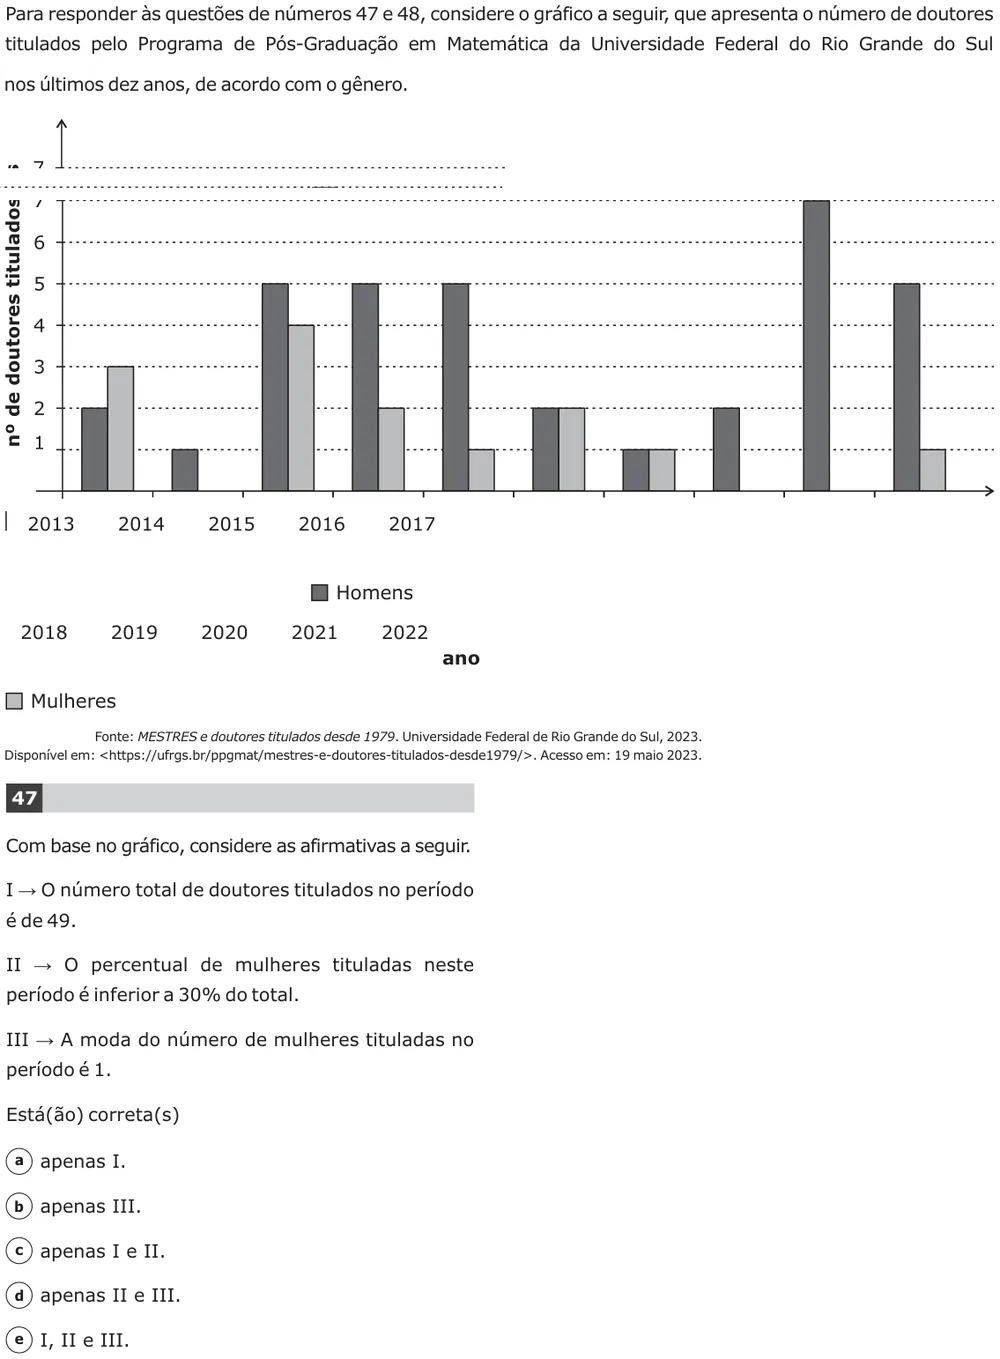 Para responder às questões de números 47 e 48, considere o gráfico a seguir, que apresenta o número de doutores
titulados pelo Programa de Pós-Graduação em Matemática da Universidade Federal do Rio Grande do Sul
nos últimos dez anos, de acordo com o gênero.
7
7
6
5
4
3
2
1
nº de doutores titulados
2013 2014 2015 2016 2017
Homens
2018 2019 2020 2021 2022
ano
Mulheres
Fonte: MESTRES e doutores titulados desde 1979. Universidade Federal de Rio Grande do Sul, 2023.
Disponível em: <https://ufrgs.br/ppgmat/mestres-e-doutores-titulados-desde1979/>. Acesso em: 19 maio 2023.
47
Com base no gráfico, considere as afirmativas a seguir.
I → O número total de doutores titulados no período
é de 49.
II → O percentual de mulheres tituladas neste
período é inferior a 30% do total.
III → A moda do número de mulheres tituladas no
período é 1.
Está(ão) correta(s)
a apenas I.
b apenas III.
c apenas I e II.
d apenas II e III.
e I, II e III.